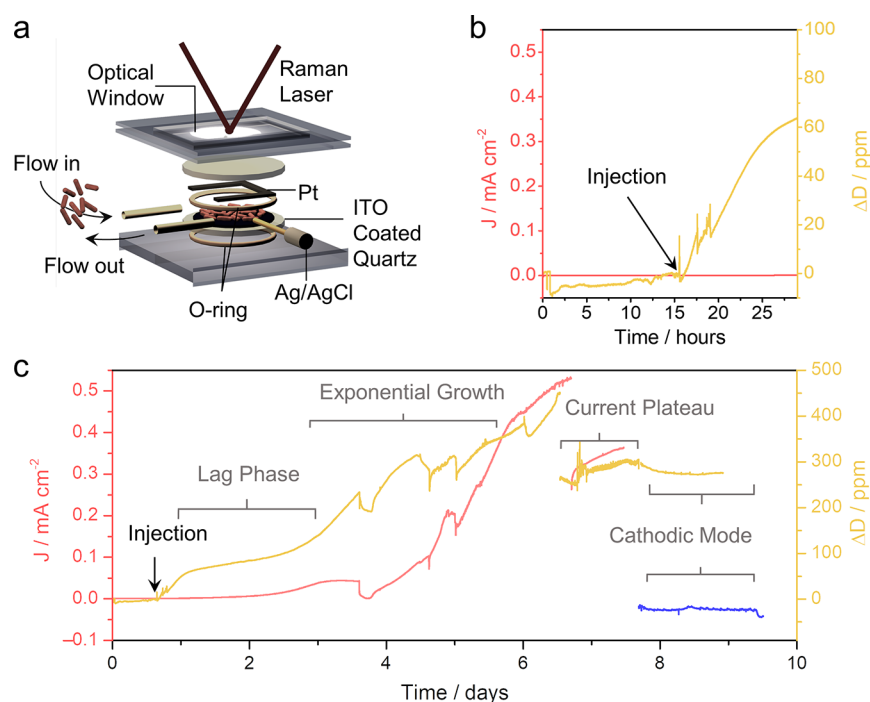 a
Optical
Window
Raman
Laser
Flow in
Pt
ITO
Coated
Quartz
Flow out
O-ring
Ag/AgCl
b
J / mA cm-2
0.5
0.4
0.3
0.2
0.1
0.0
Injection
100
80
60
40
20
0
ΔD / ppm
0
5
10
15
20
25
Time / hours
c
J / mA cm-2
0.5
0.4
0.3
0.2
0.1
0.0
–0.1
Injection
Lag Phase
Exponential Growth
Current Plateau
Cathodic Mode
500
400
300
200
100
0
ΔD / ppm
0
2
4
6
8
10
Time / days